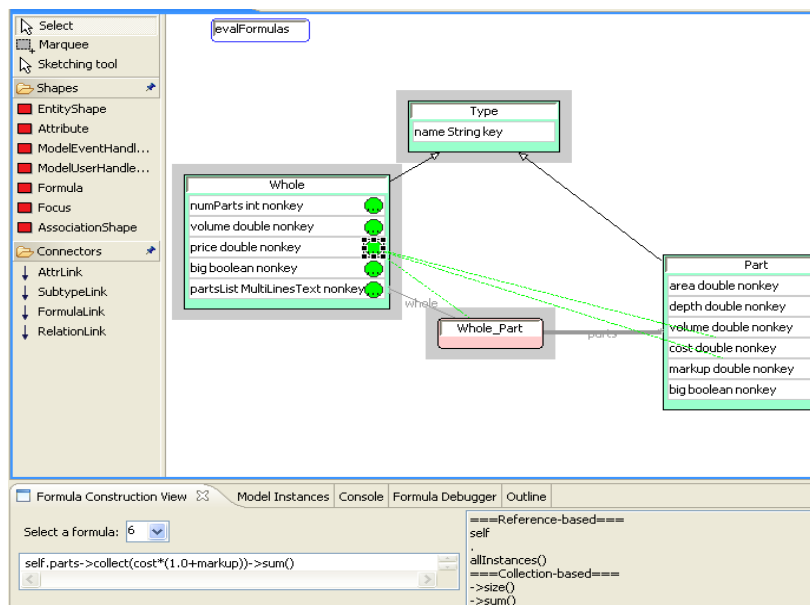 Select
Marquee
Sketching tool
Shapes
EntityShape
Attribute
ModelEventHandl...
ModelUserHandle...
Formula
Focus
AssociationShape
Connectors
AttrLink
SubtypeLink
FormulaLink
RelationLink
evalFormulas
Type
name String key
Whole
numParts int nonkey
volume double nonkey
price double nonkey
big boolean nonkey
partsList MultiLinesText nonkey
whole
Whole_Part
parts
Part
area double nonkey
depth double nonkey
volume double nonkey
cost double nonkey
markup double nonkey
big boolean nonkey
Formula Construction View
Model Instances
Console
Formula Debugger
Outline
Select a formula: 6
self.parts->collect(cost*(1.0+markup))->sum()
===Reference-based===
self
.
allInstances()
===Collection-based===
->size()
->sum()